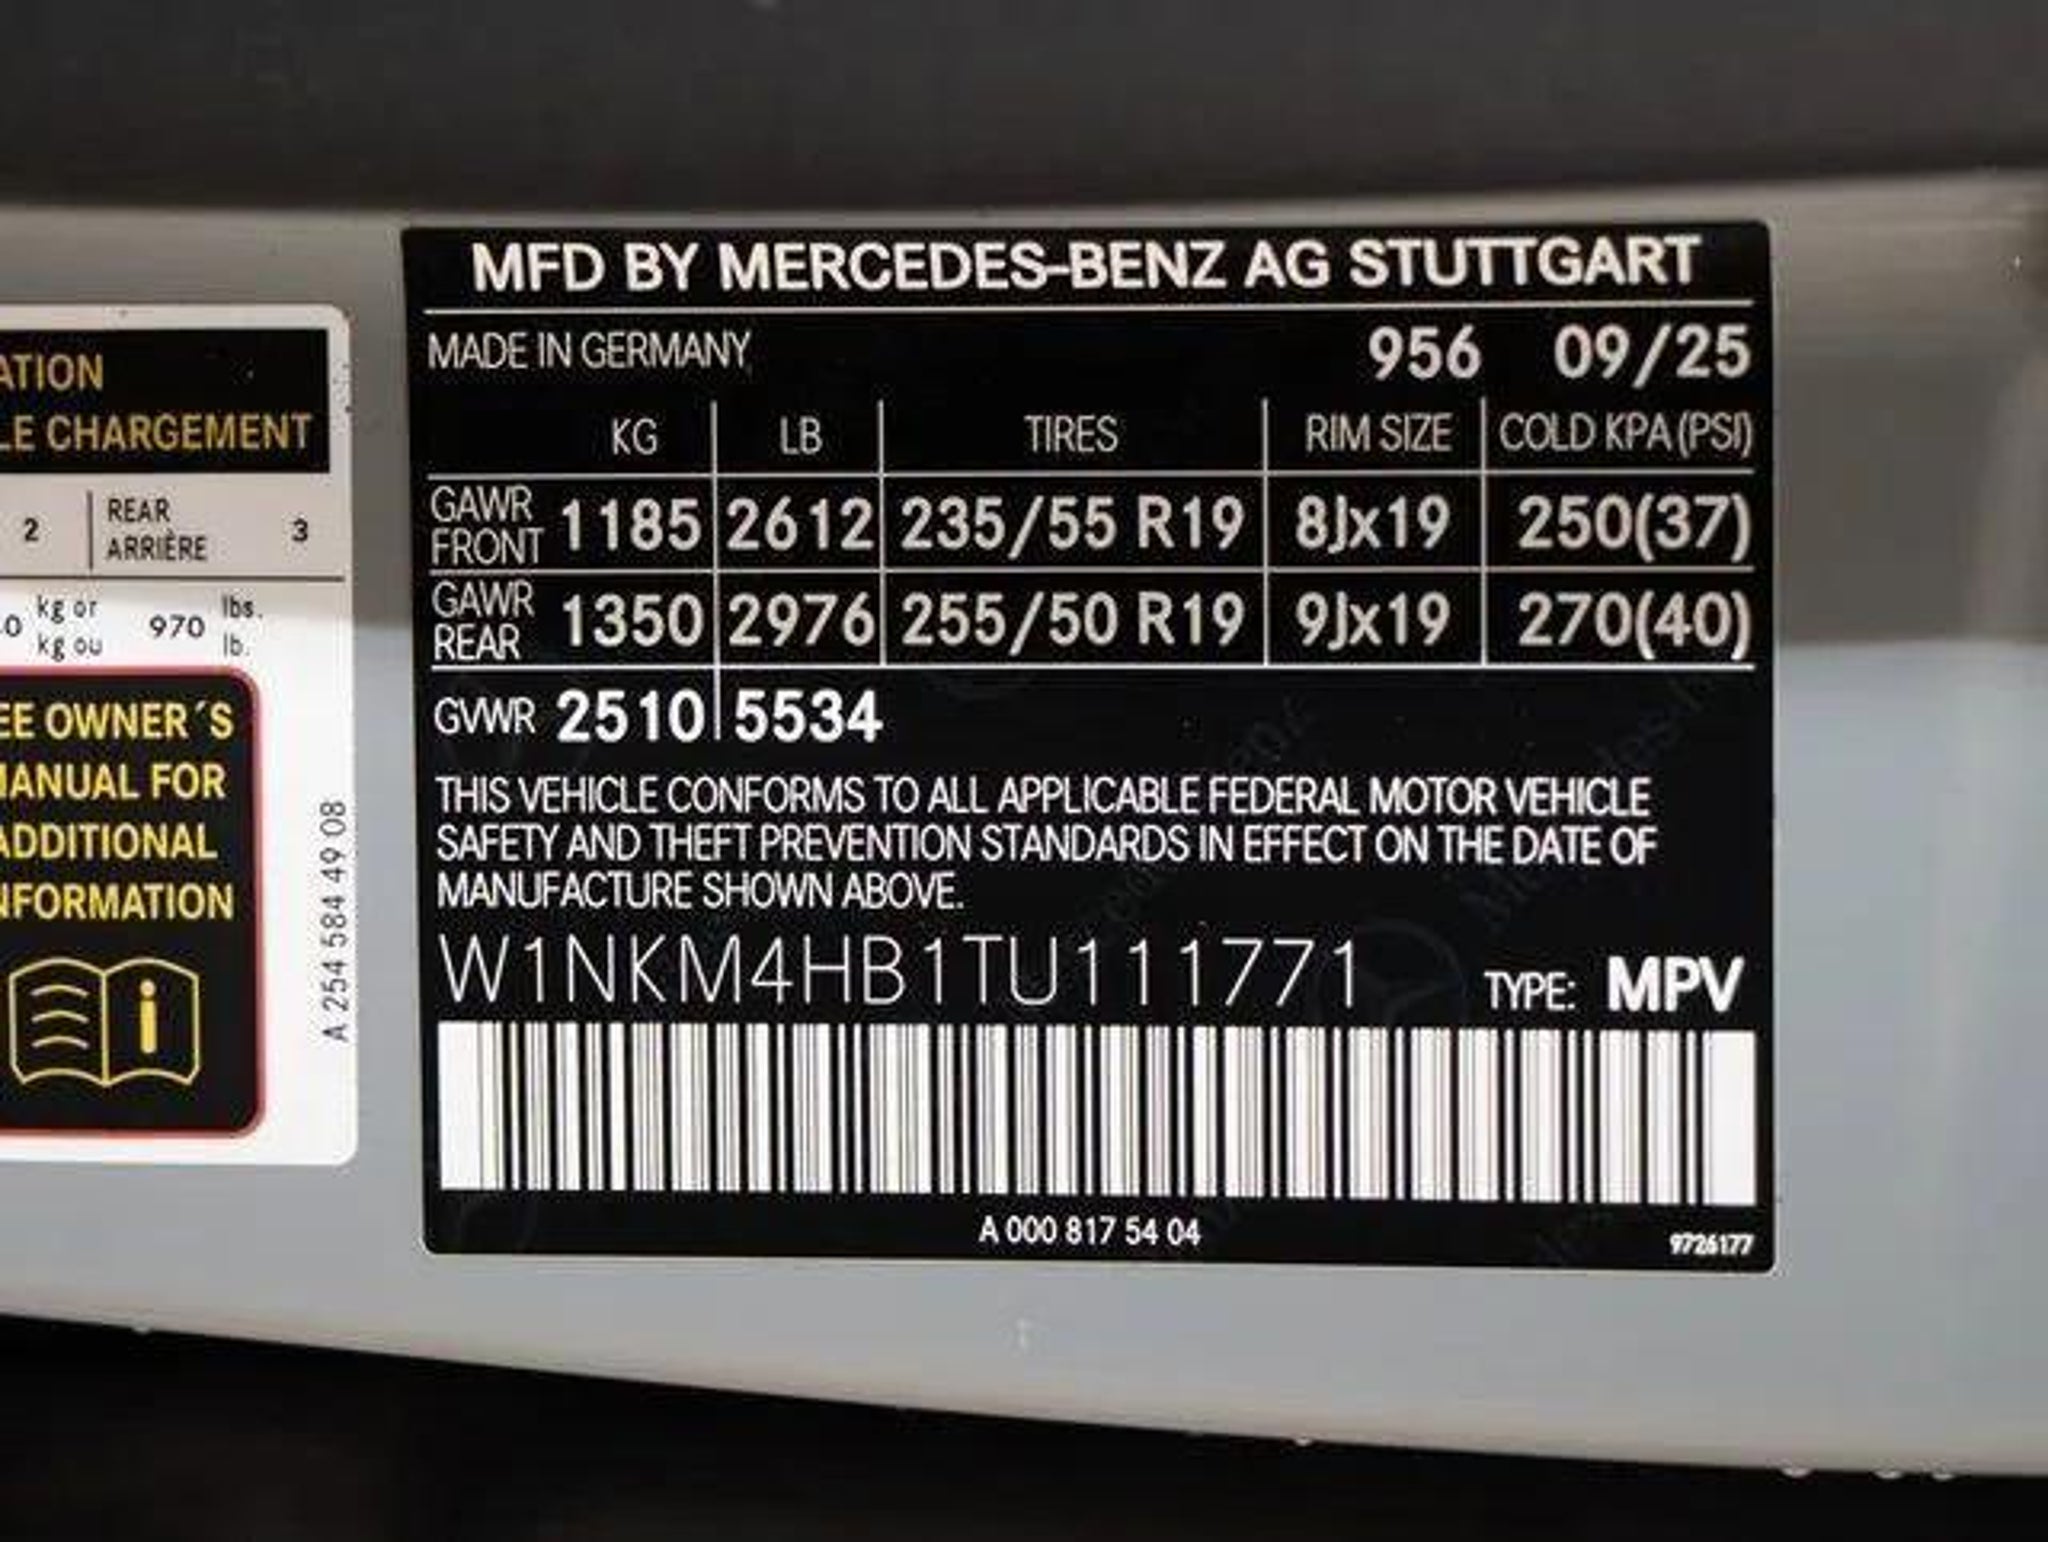 ATION
LE CHARGEMENT
2 REAR 3
ARRIÈRE
0 kg or 970 lbs.
kg ou lb.
EE OWNER´S
MANUAL FOR
ADDITIONAL
NFORMATION
A 254 584 49 08
MFD BY MERCEDES-BENZ AG STUTTGART
MADE IN GERMANY 956 09/25
KG LB TIRES RIM SIZE COLD KPA (PSI)
GAWR FRONT 1185 2612 235/55 R19 8Jx19 250(37)
GAWR REAR 1350 2976 255/50 R19 9Jx19 270(40)
GVWR 2510 5534
THIS VEHICLE CONFORMS TO ALL APPLICABLE FEDERAL MOTOR VEHICLE
SAFETY AND THEFT PREVENTION STANDARDS IN EFFECT ON THE DATE OF
MANUFACTURE SHOWN ABOVE.
W1NKM4HB1TU111771 TYPE: MPV
A 000 817 54 04
9726177